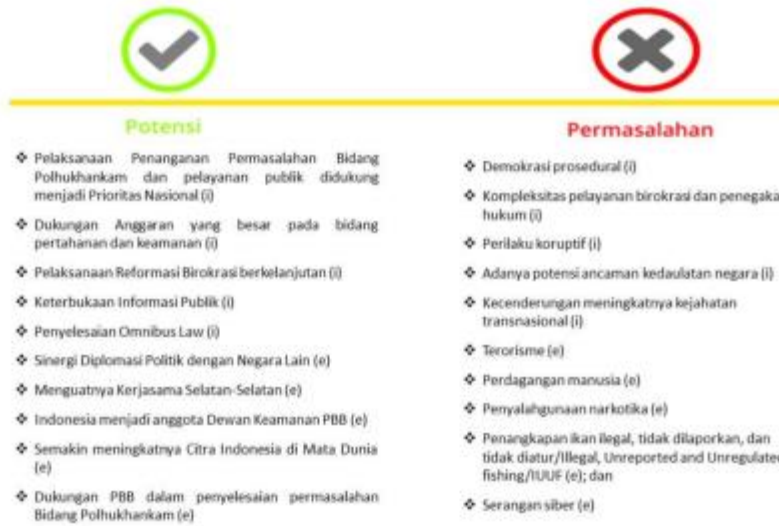 Potensi
❖ Pelaksanaan Penanganan Permasalahan Bidang
Polhukhankam dan pelayanan publik didukung
menjadi Prioritas Nasional (i)
❖ Dukungan Anggaran yang besar pada bidang
pertahanan dan keamanan (i)
❖ Pelaksanaan Reformasi Birokrasi berkelanjutan (i)
❖ Keterbukaan Informasi Publik (i)
❖ Penyelesaian Omnibus Law (i)
❖ Sinergi Diplomasi Politik dengan Negara Lain (e)
❖ Menguatnya Kerjasama Selatan-Selatan (e)
❖ Indonesia menjadi anggota Dewan Keamanan PBB (e)
❖ Semakin meningkatnya Citra Indonesia di Mata Dunia
(e)
❖ Dukungan PBB dalam penyelesaian permasalahan
Bidang Polhukhankam (e)
Permasalahan
❖ Demokrasi prosedural (i)
❖ Kompleksitas pelayanan birokrasi dan penegaka
hukum (i)
❖ Perilaku koruptif (i)
❖ Adanya potensi ancaman kedaulatan negara (i)
❖ Kecenderungan meningkatnya kejahatan
transnasional (i)
❖ Terorisme (e)
❖ Perdagangan manusia (e)
❖ Penyalahgunaan narkotika (e)
❖ Penangkapan ikan ilegal, tidak dilaporkan, dan
tidak diatur/Illegal, Unreported and Unregulated
fishing/IUUF (e); dan
❖ Serangan siber (e)